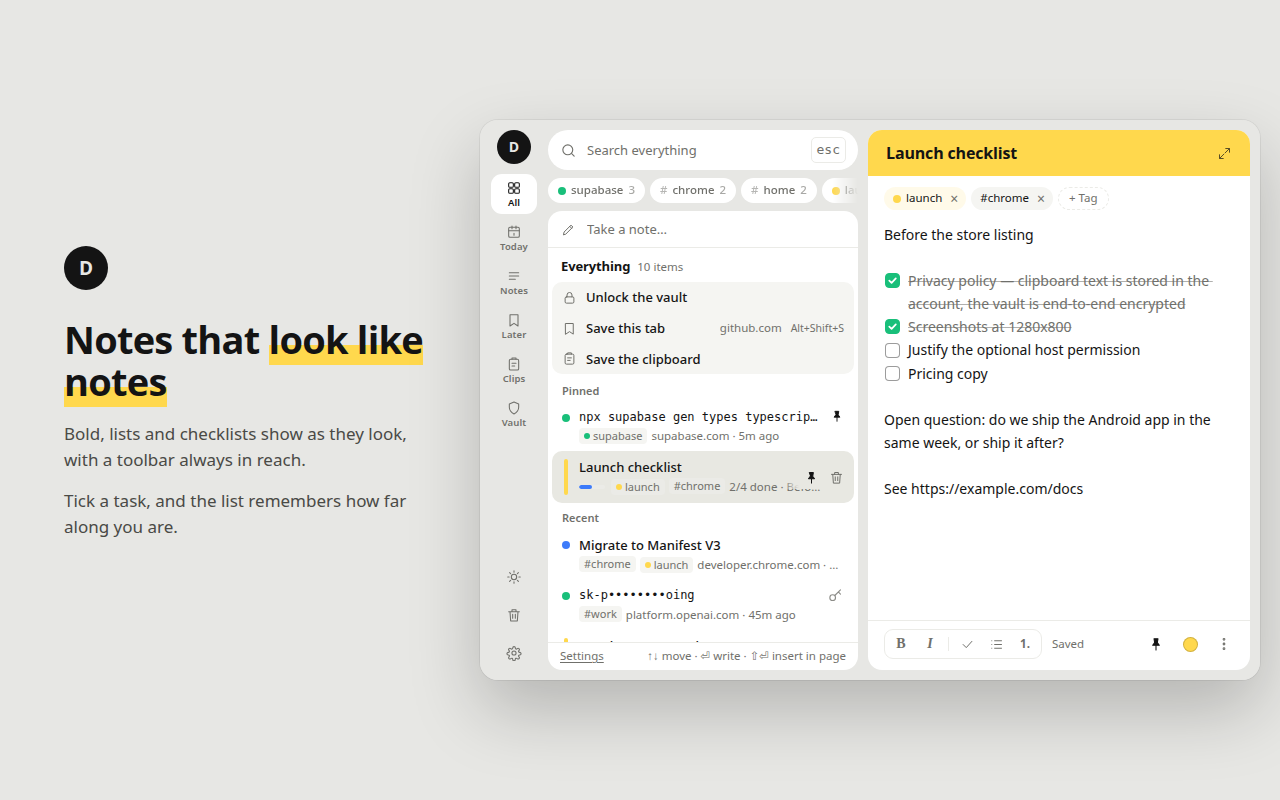 D
Notes that look like
notes
Bold, lists and checklists show as they look,
with a toolbar always in reach.
Tick a task, and the list remembers how far
along you are.
D
All
Today
Notes
Later
Clips
Vault
Search everything esc
supabase 3 # chrome 2 # home 2
Take a note...
Everything 10 items
Unlock the vault
Save this tab github.com Alt+Shift+S
Save the clipboard
Pinned
npx supabase gen types typescrip…
supabase supabase.com · 5m ago
Launch checklist
launch #chrome 2/4 done ·
Recent
Migrate to Manifest V3
#chrome launch developer.chrome.com · …
sk-p••••••••oing
#work platform.openai.com · 45m ago
Settings ↑↓ move · ⏎ write · ⇧⏎ insert in page
Launch checklist
launch × #chrome × + Tag
Before the store listing
Privacy policy — clipboard text is stored in the
account, the vault is end-to-end encrypted
Screenshots at 1280x800
Justify the optional host permission
Pricing copy
Open question: do we ship the Android app in the
same week, or ship it after?
See https://example.com/docs
B I 1. Saved